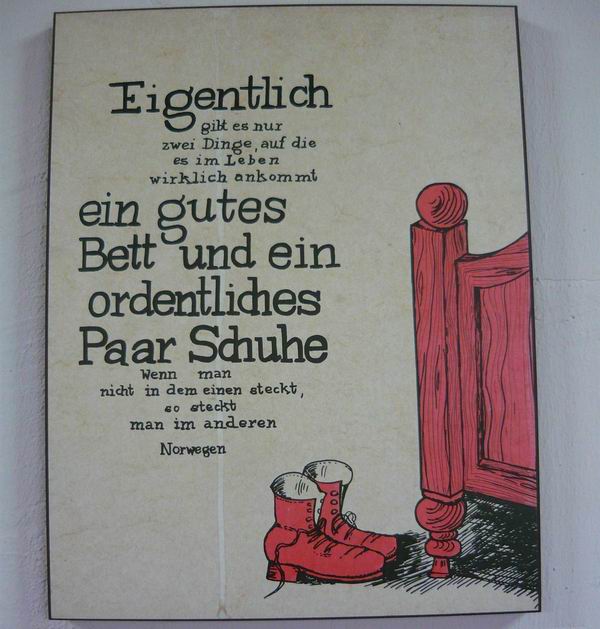 Eigentlich
gibt es nur
zwei Dinge, auf die
es im Leben
wirklich ankommt
ein gutes
Bett und ein
ordentliches
Paar Schuhe
Wenn man
nicht in dem einen steckt,
so steckt
man im anderen
Norwegen